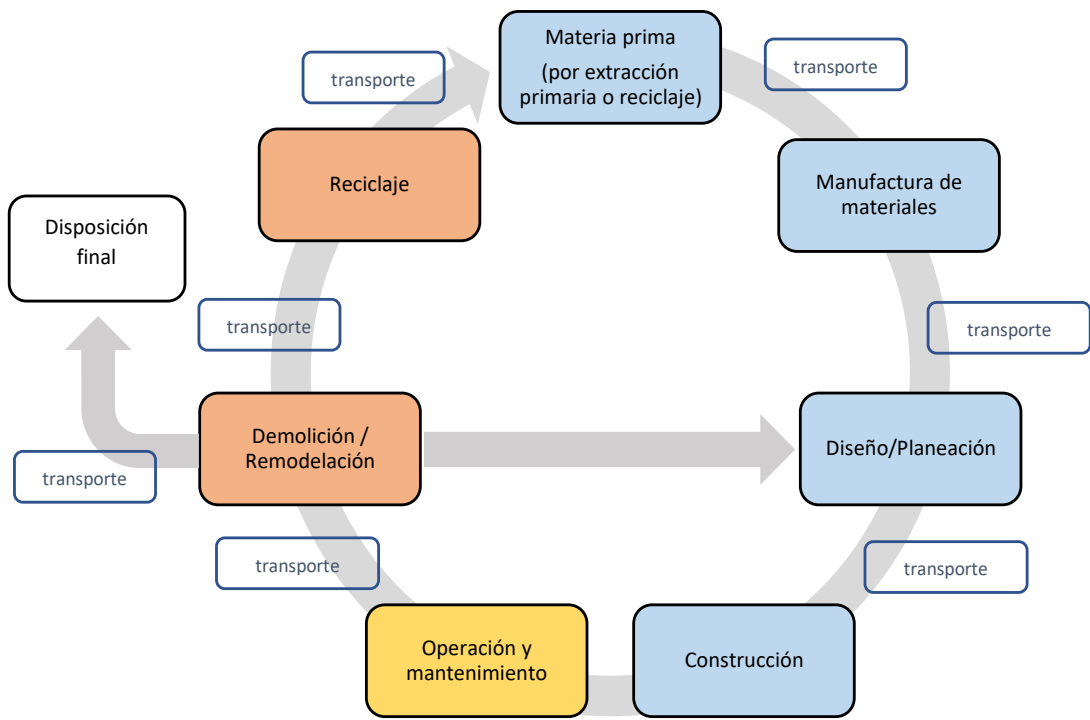 Materia prima
(por extracción
primaria o reciclaje)
transporte
transporte
Reciclaje
Manufactura de
materiales
Disposición
final
transporte
transporte
Demolición /
Remodelación
Diseño/Planeación
transporte
transporte
transporte
Operación y
mantenimiento
Construcción